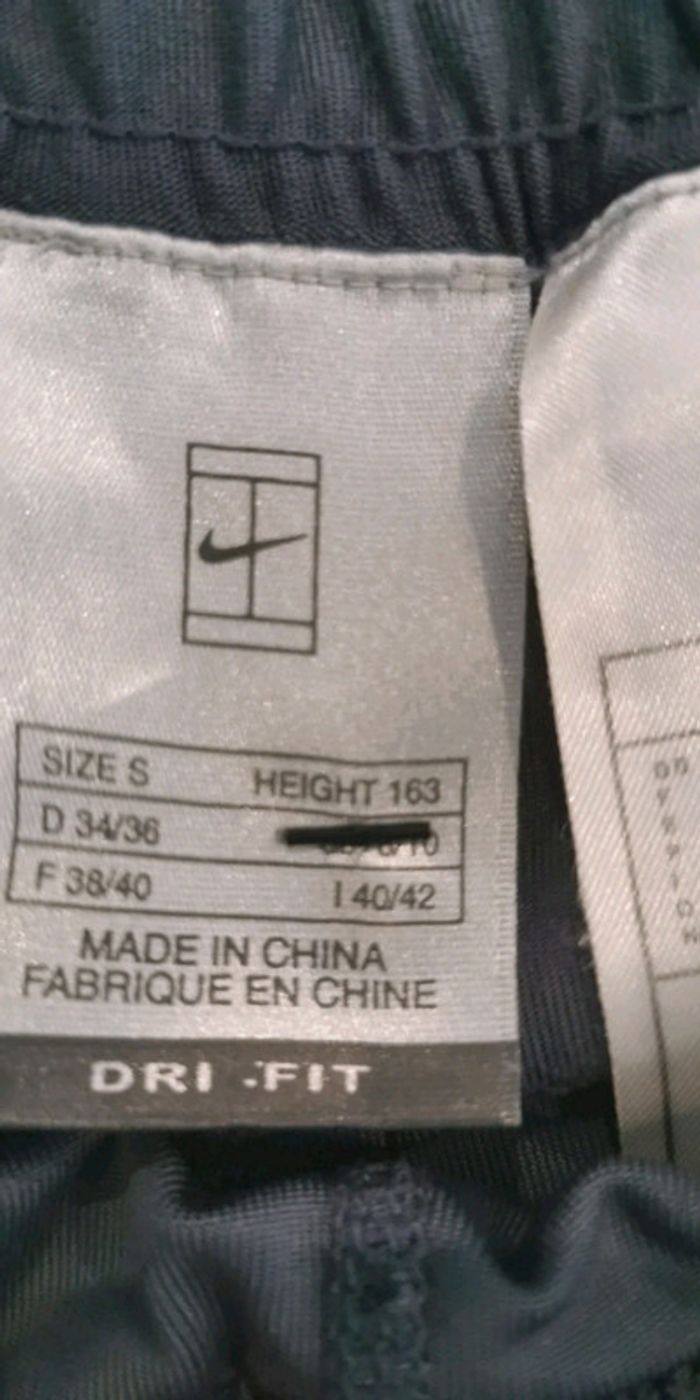 SIZE S HEIGHT 163
D 34/36
F 38/40 I 40/42
MADE IN CHINA
FABRIQUE EN CHINE
DRI-FIT